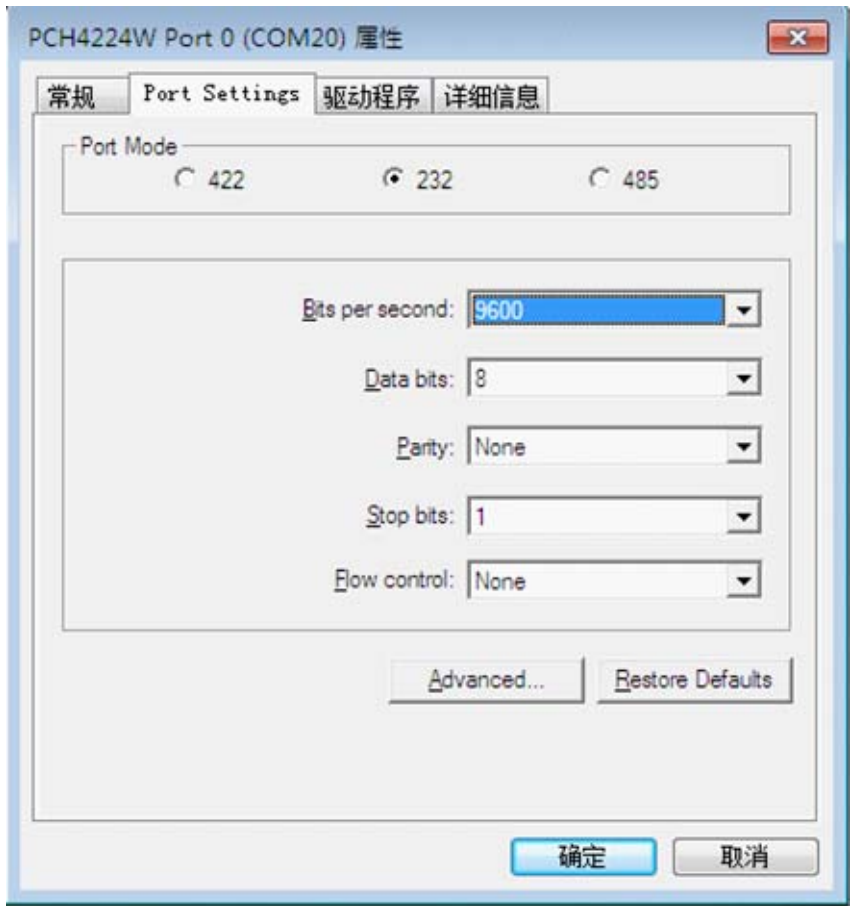 PCH4224W Port 0 (COM20) 属性
常规 Port Settings 驱动程序 详细信息
Port Mode
422 232 485
Bits per second: 9600
Data bits: 8
Parity: None
Stop bits: 1
Flow control: None
Advanced... Restore Defaults
确定 取消